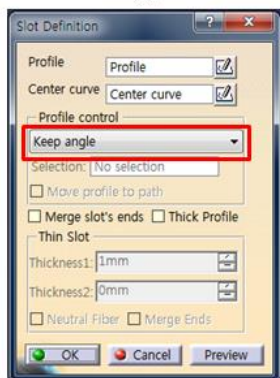 Slot Definition ? X
Profile Profile
Center curve Center curve
Profile control
Keep angle
Selection: No selection
Move profile to path
Merge slot's ends Thick Profile
Thin Slot
Thickness1: 1mm
Thickness2: 0mm
Neutral Fiber Merge Ends
OK Cancel Preview